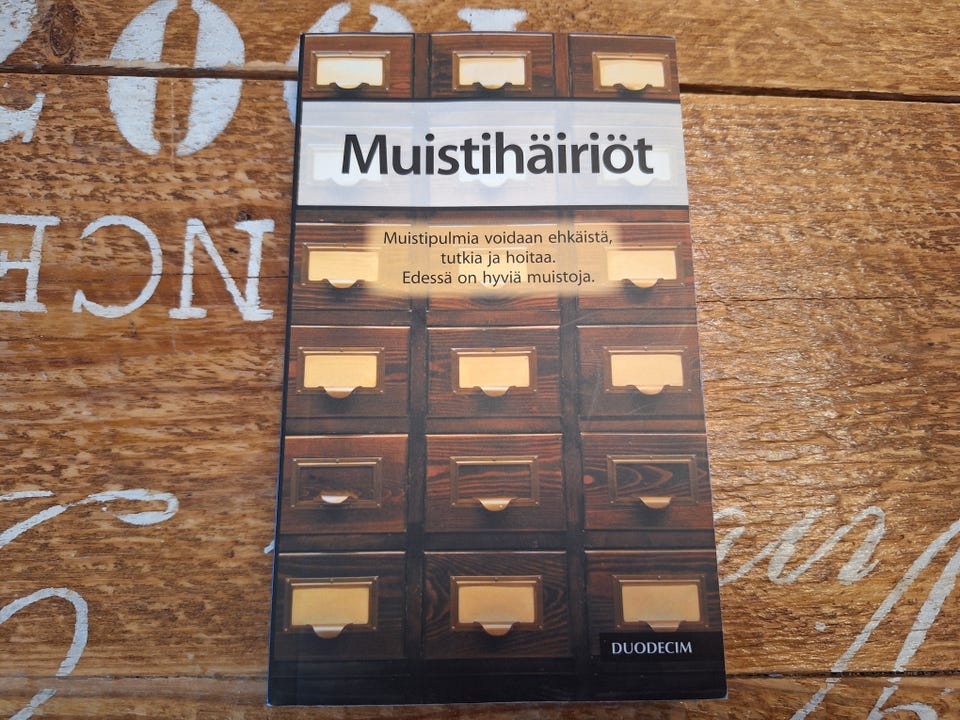 Muistihäiriöt
Muistipulmia voidaan ehkäistä,
tutkia ja hoitaa.
Edessä on hyviä muistoja.
DUODECIM